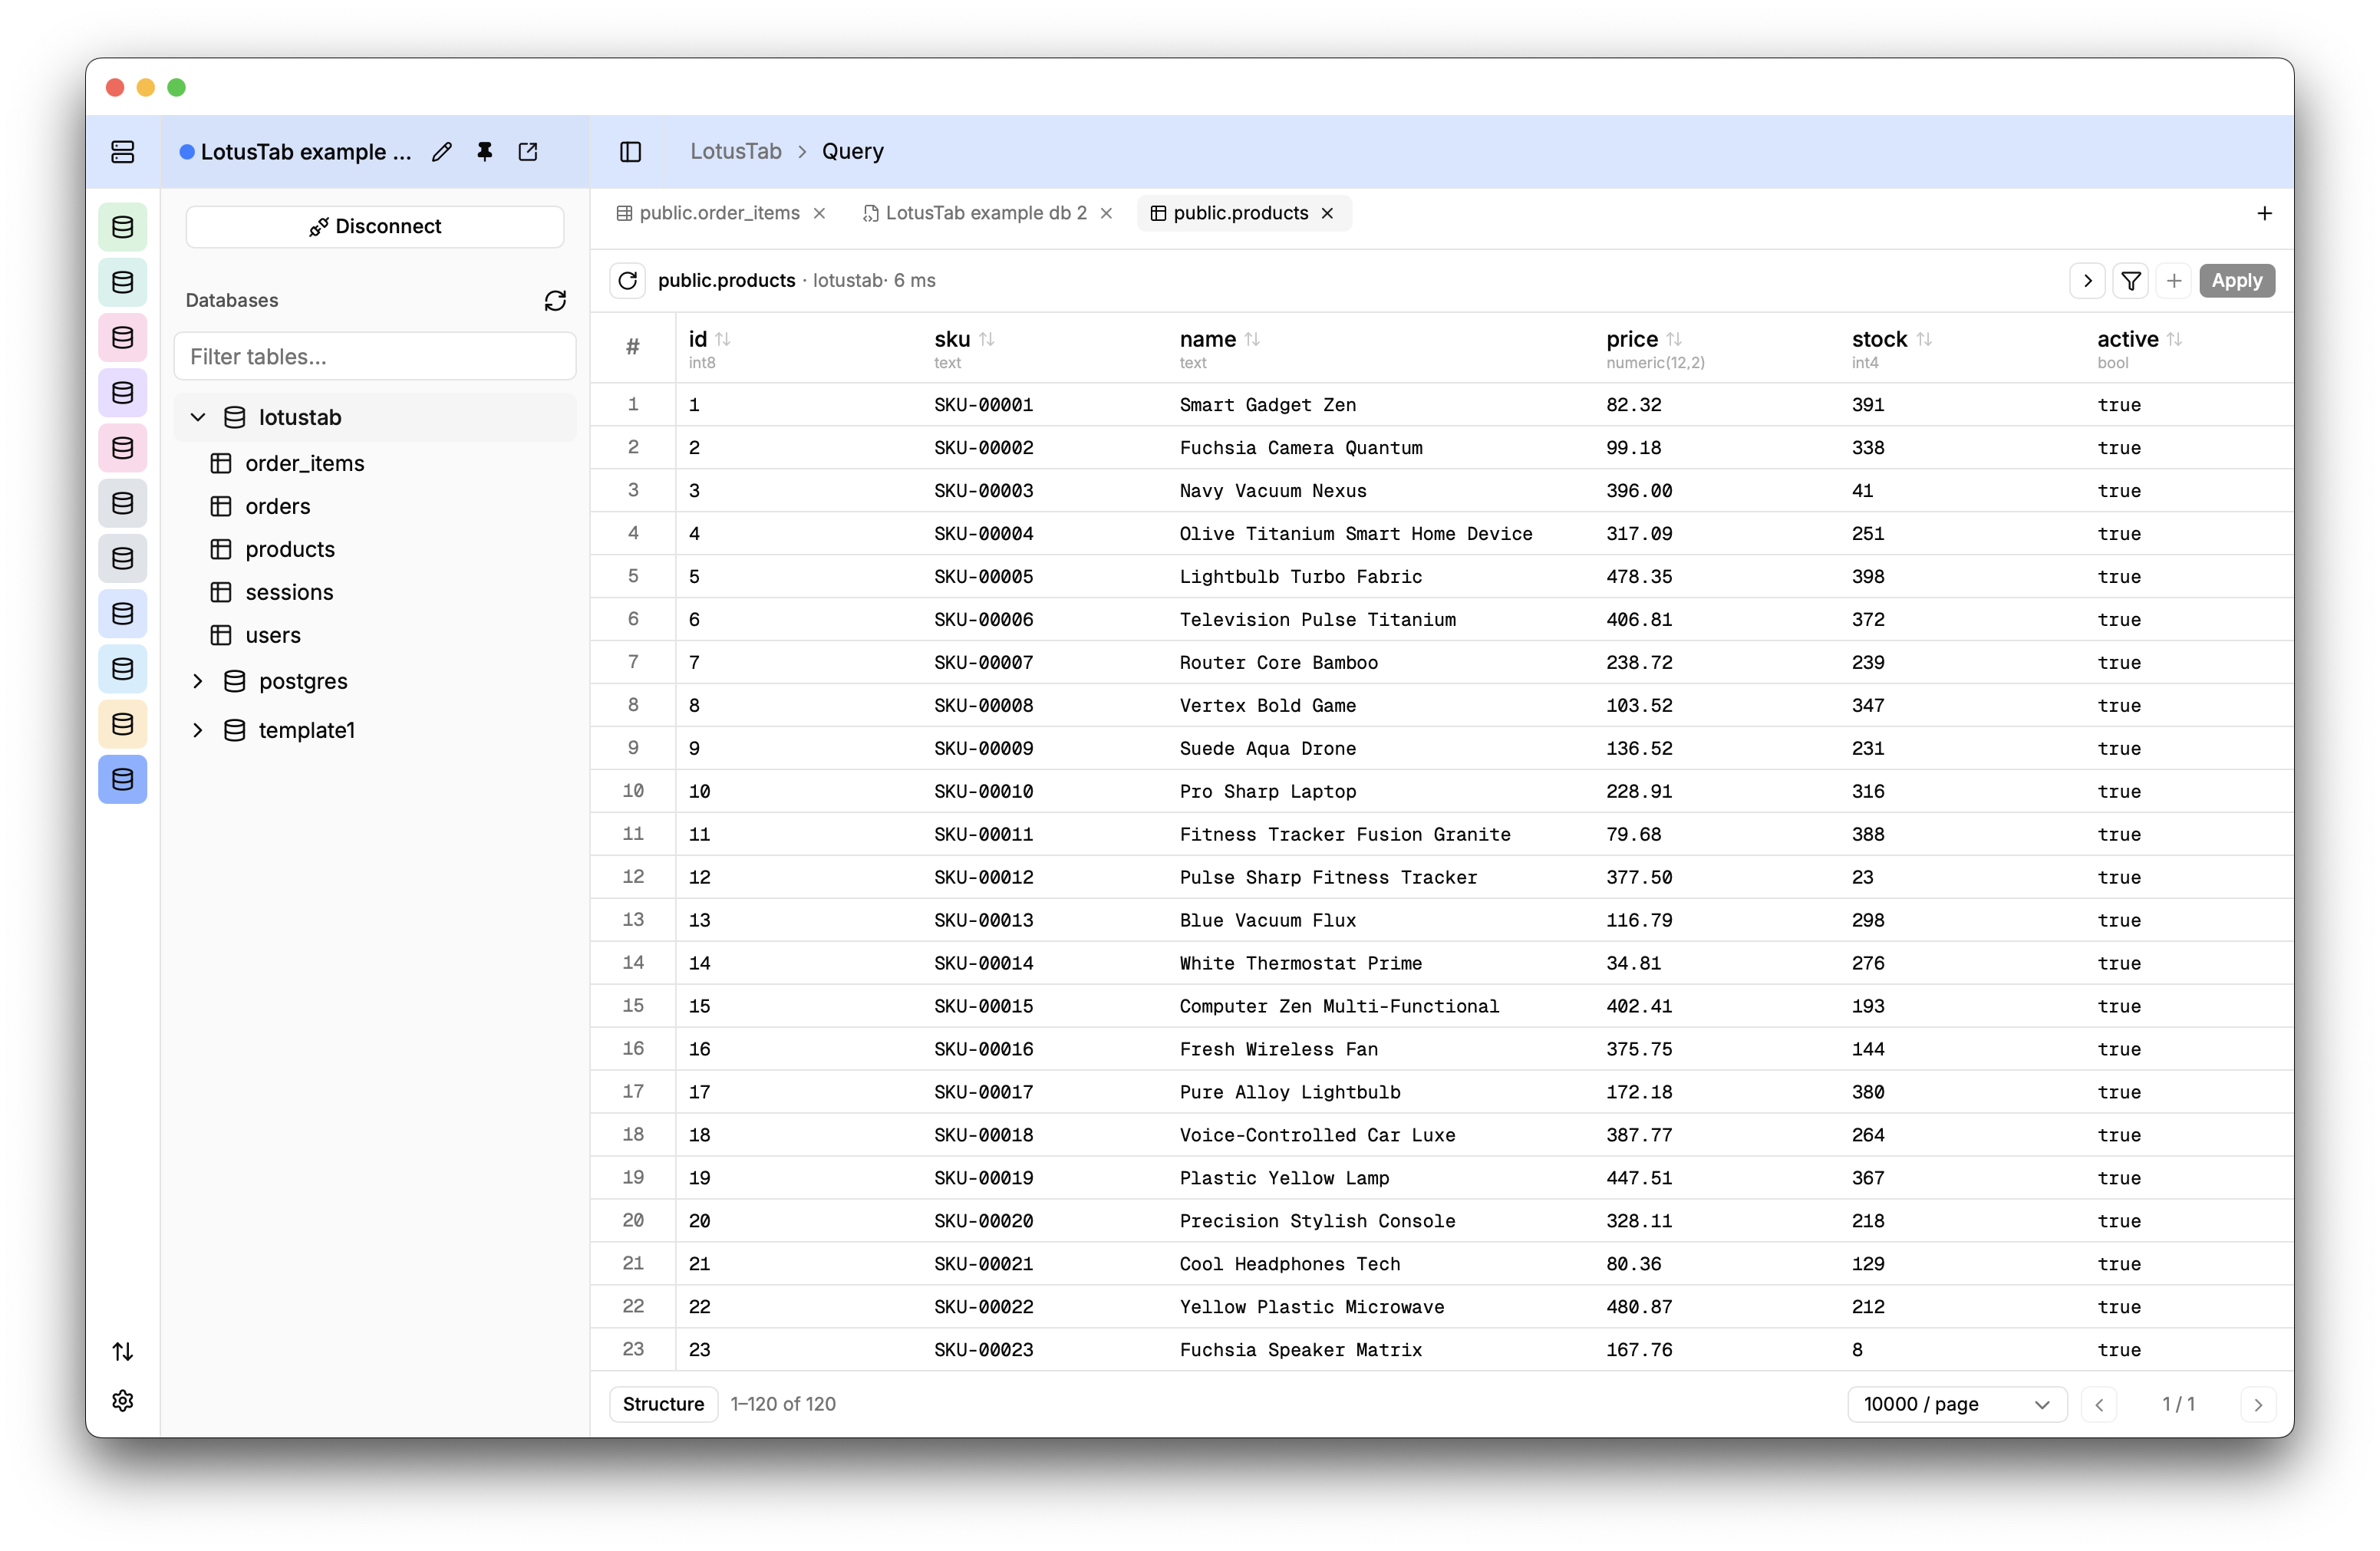 LotusTab example ...
LotusTab > Query
Disconnect
Databases
Filter tables...
lotustab
order_items
orders
products
sessions
users
postgres
template1
public.order_items
LotusTab example db 2
public.products
public.products · lotustab· 6 ms
Apply
# id sku name price stock active
int8 text text numeric(12,2) int4 bool
1 1 SKU-00001 Smart Gadget Zen 82.32 391 true
2 2 SKU-00002 Fuchsia Camera Quantum 99.18 338 true
3 3 SKU-00003 Navy Vacuum Nexus 396.00 41 true
4 4 SKU-00004 Olive Titanium Smart Home Device 317.09 251 true
5 5 SKU-00005 Lightbulb Turbo Fabric 478.35 398 true
6 6 SKU-00006 Television Pulse Titanium 406.81 372 true
7 7 SKU-00007 Router Core Bamboo 238.72 239 true
8 8 SKU-00008 Vertex Bold Game 103.52 347 true
9 9 SKU-00009 Suede Aqua Drone 136.52 231 true
10 10 SKU-00010 Pro Sharp Laptop 228.91 316 true
11 11 SKU-00011 Fitness Tracker Fusion Granite 79.68 388 true
12 12 SKU-00012 Pulse Sharp Fitness Tracker 377.50 23 true
13 13 SKU-00013 Blue Vacuum Flux 116.79 298 true
14 14 SKU-00014 White Thermostat Prime 34.81 276 true
15 15 SKU-00015 Computer Zen Multi-Functional 402.41 193 true
16 16 SKU-00016 Fresh Wireless Fan 375.75 144 true
17 17 SKU-00017 Pure Alloy Lightbulb 172.18 380 true
18 18 SKU-00018 Voice-Controlled Car Luxe 387.77 264 true
19 19 SKU-00019 Plastic Yellow Lamp 447.51 367 true
20 20 SKU-00020 Precision Stylish Console 328.11 218 true
21 21 SKU-00021 Cool Headphones Tech 80.36 129 true
22 22 SKU-00022 Yellow Plastic Microwave 480.87 212 true
23 23 SKU-00023 Fuchsia Speaker Matrix 167.76 8 true
Structure 1–120 of 120
10000 / page
1 / 1